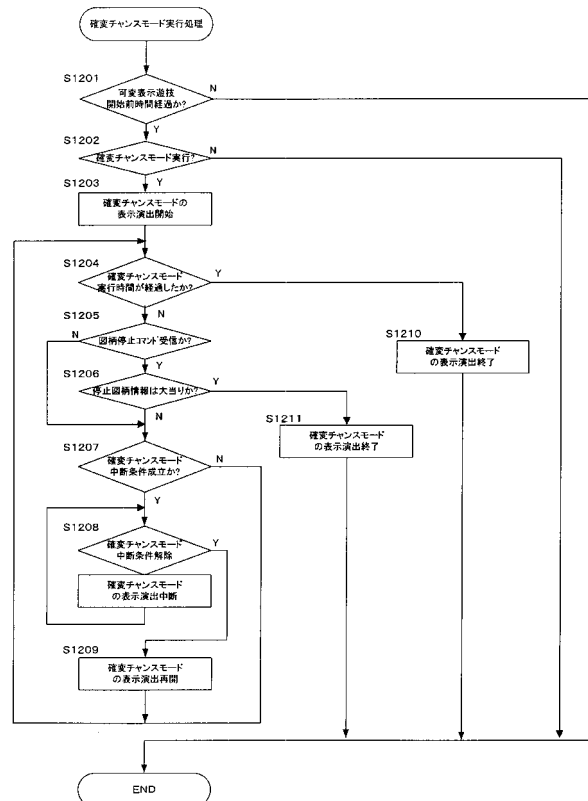 確変チャンスモード実行処理
S1201
可変表示遊技
開始前時間経過か?
N
Y
S1202
確変チャンスモード実行?
N
Y
S1203
確変チャンスモードの
表示演出開始
S1204
確変チャンスモード
実行時間が経過したか?
Y
N
S1205
図柄停止コマンド受信か?
N
Y
S1206
停止図柄情報は大当りか?
Y
N
S1210
確変チャンスモード
の表示演出終了
S1211
確変チャンスモード
の表示演出終了
S1207
確変チャンスモード
中断条件成立か?
N
Y
S1208
確変チャンスモード
中断条件解除
Y
確変チャンスモード
の表示演出中断
S1209
確変チャンスモード
の表示演出再開
END